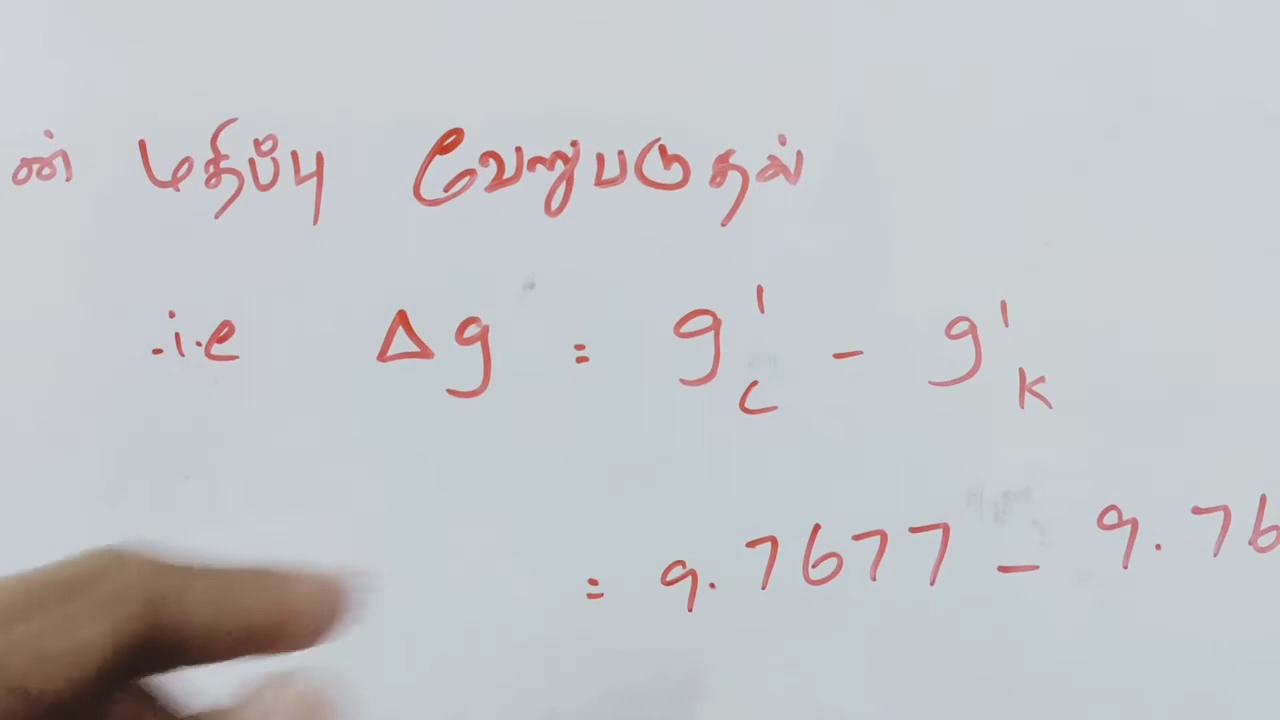 ன் மதிப்பு வேறுபடுதல்
i.e Δg = g'c - g'K
= 9.7677 - 9.76